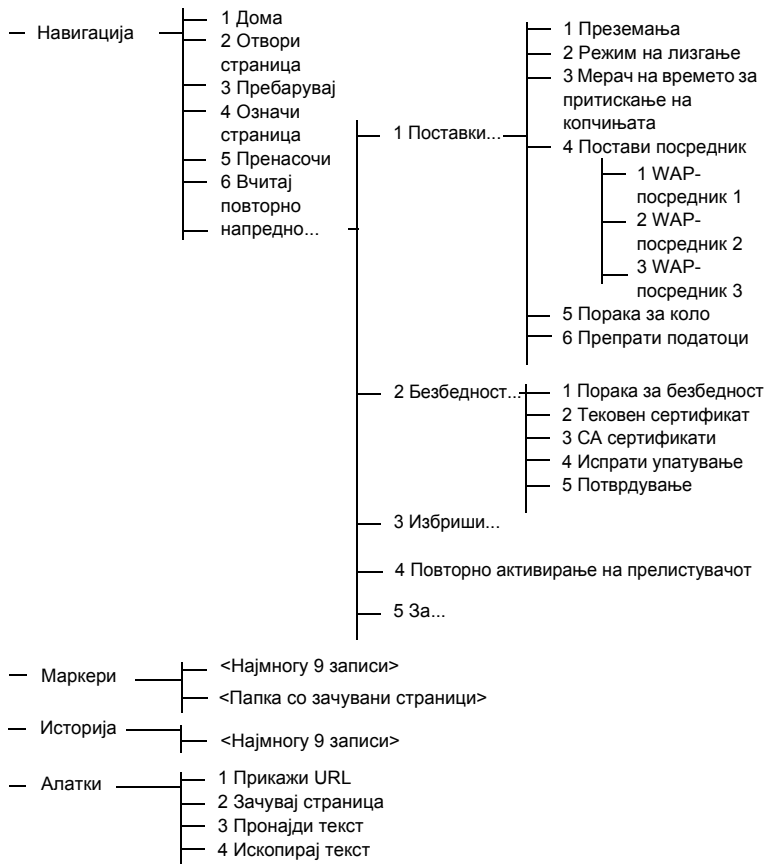 Навигација
1 Дома
2 Отвори
страница
3 Пребарувај
4 Означи
страница
5 Пренасочи
6 Вчитај
повторно
напредно...
1 Поставки...
1 Преземања
2 Режим на лизгање
3 Мерач на времето за
притискање на
копчињата
4 Постави посредник
1 WAP-
посредник 1
2 WAP-
посредник 2
3 WAP-
посредник 3
5 Порака за коло
6 Препрати податоци
2 Безбедност...
1 Порака за безбедност
2 Тековен сертификат
3 СА сертификати
4 Испрати упатување
5 Потврдување
3 Избриши...
4 Повторно активирање на прелистувачот
5 За...
Маркери
<Најмногу 9 записи>
<Папка со зачувани страници>
Историја
<Најмногу 9 записи>
Алатки
1 Прикажи URL
2 Зачувај страница
3 Пронајди текст
4 Ископирај текст